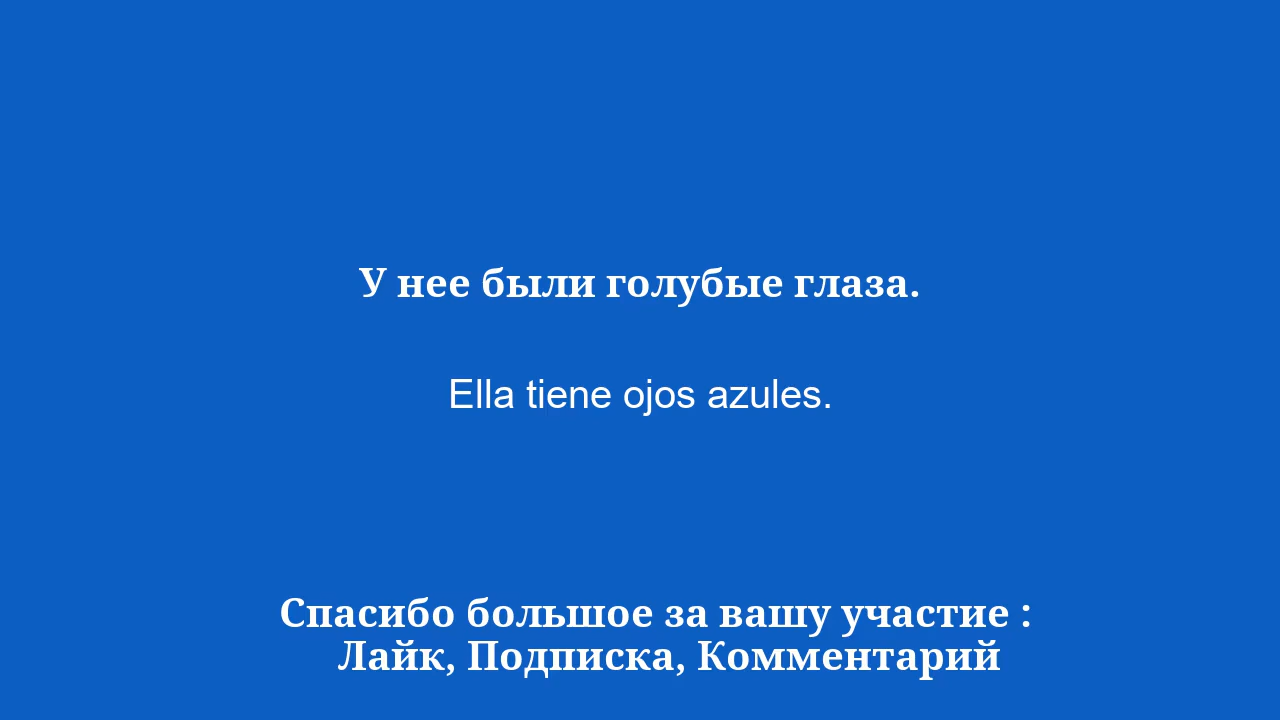 У нее были голубые глаза.
Ella tiene ojos azules.
Спасибо большое за вашу участие :
Лайк, Подписка, Комментарий